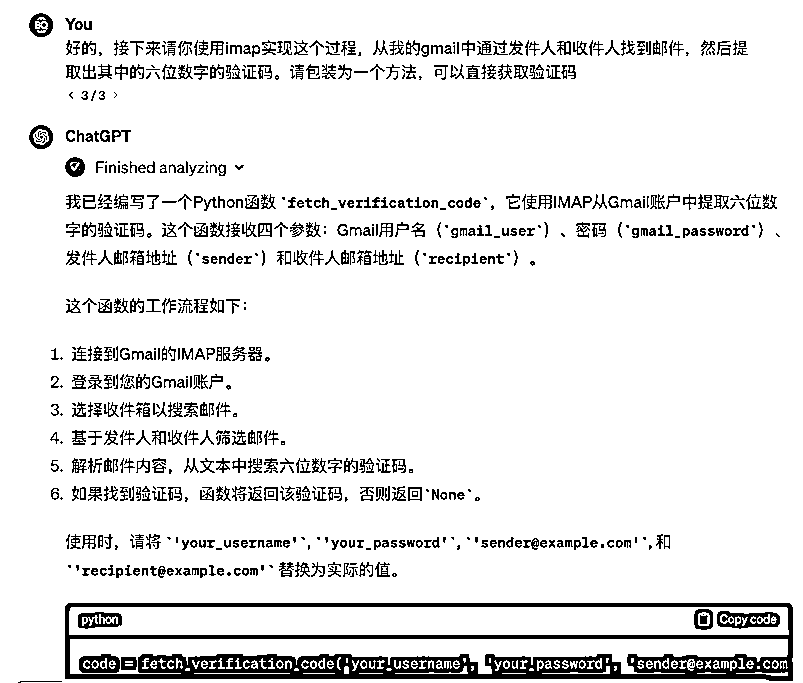 You
好的，接下来请你使用imap实现这个过程，从我的gmail中通过发件人和收件人找到邮件，然后提
取出其中的六位数字的验证码。请包装为一个方法，可以直接获取验证码
< 3/3 >
ChatGPT
Finished analyzing
我已经编写了一个Python函数 `fetch_verification_code`，它使用IMAP从Gmail账户中提取六位数
字的验证码。这个函数接收四个参数：Gmail用户名（`gmail_user`）、密码（`gmail_password`）、
发件人邮箱地址（`sender`）和收件人邮箱地址（`recipient`）。
这个函数的工作流程如下：
1. 连接到Gmail的IMAP服务器。
2. 登录到您的Gmail账户。
3. 选择收件箱以搜索邮件。
4. 基于发件人和收件人筛选邮件。
5. 解析邮件内容，从文本中搜索六位数字的验证码。
6. 如果找到验证码，函数将返回该验证码，否则返回`None`。
使用时，请将 `'your_username'`, `'your_password'`, `'sender@example.com'`, 和
`'recipient@example.com'` 替换为实际的值。
python Copy code
code = fetch_verification_code('your_username', 'your_password', 'sender@example.com